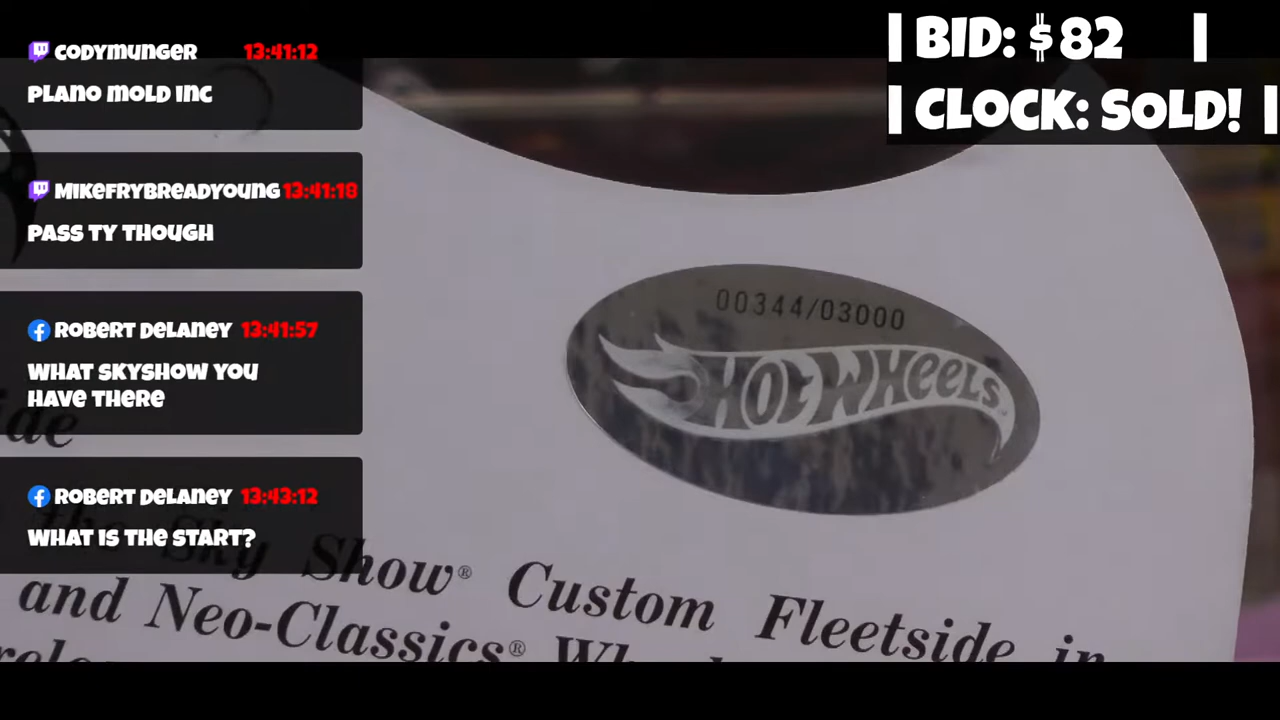 CODYMUNGER 13:41:12
PLANO MOLD INC
MIKEFRYBREADYOUNG 13:41:18
PASS TY THOUGH
ROBERT DELANEY 13:41:57
WHAT SKYSHOW YOU
HAVE THERE
ROBERT DELANEY 13:43:12
WHAT IS THE START?
| BID: $82 |
| CLOCK: SOLD! |
00344/03000
HOT WHEELS
the Sky Show® Custom Fleetside in
and Neo-Classics®